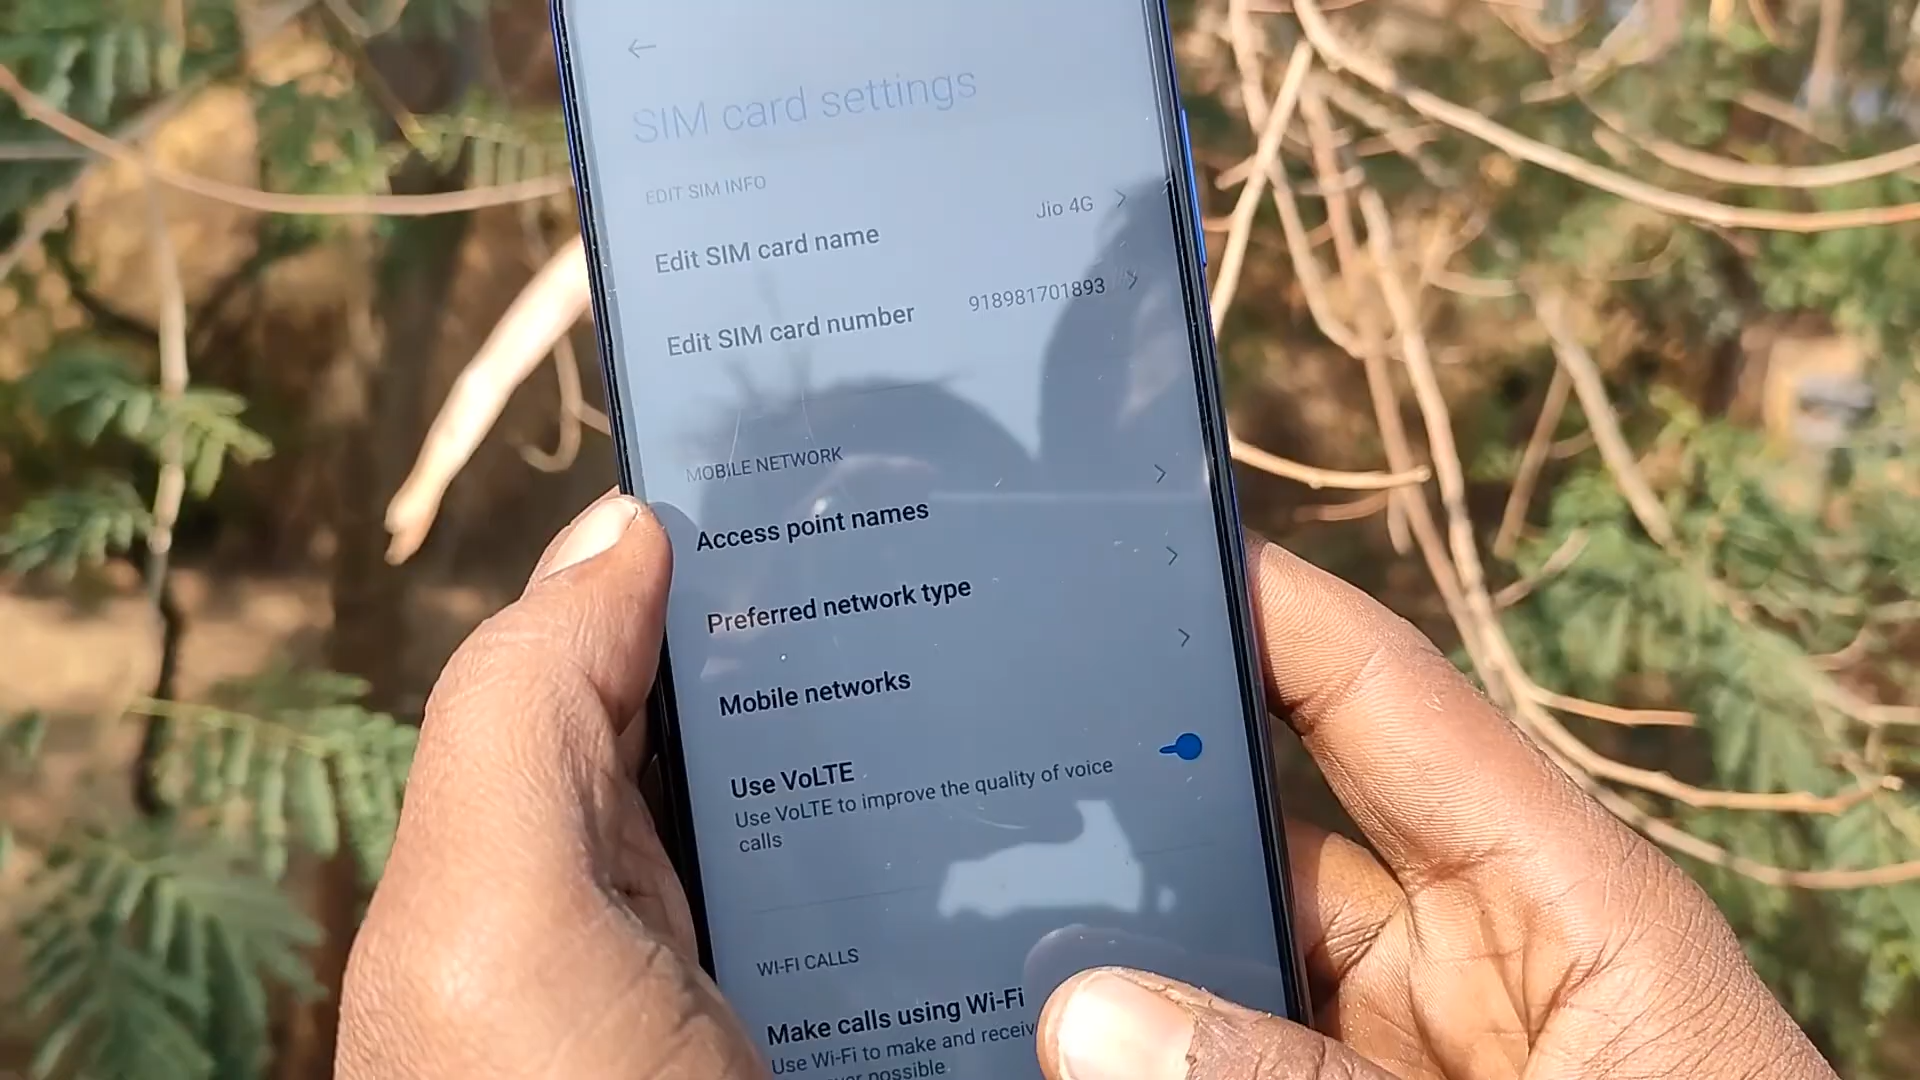 SIM card settings
EDIT SIM INFO
Edit SIM card name Jio 4G
Edit SIM card number 918981701893
MOBILE NETWORK
Access point names
Preferred network type
Mobile networks
Use VoLTE
Use VoLTE to improve the quality of voice
calls
WI-FI CALLS
Make calls using Wi-Fi
Use Wi-Fi to make and
possible